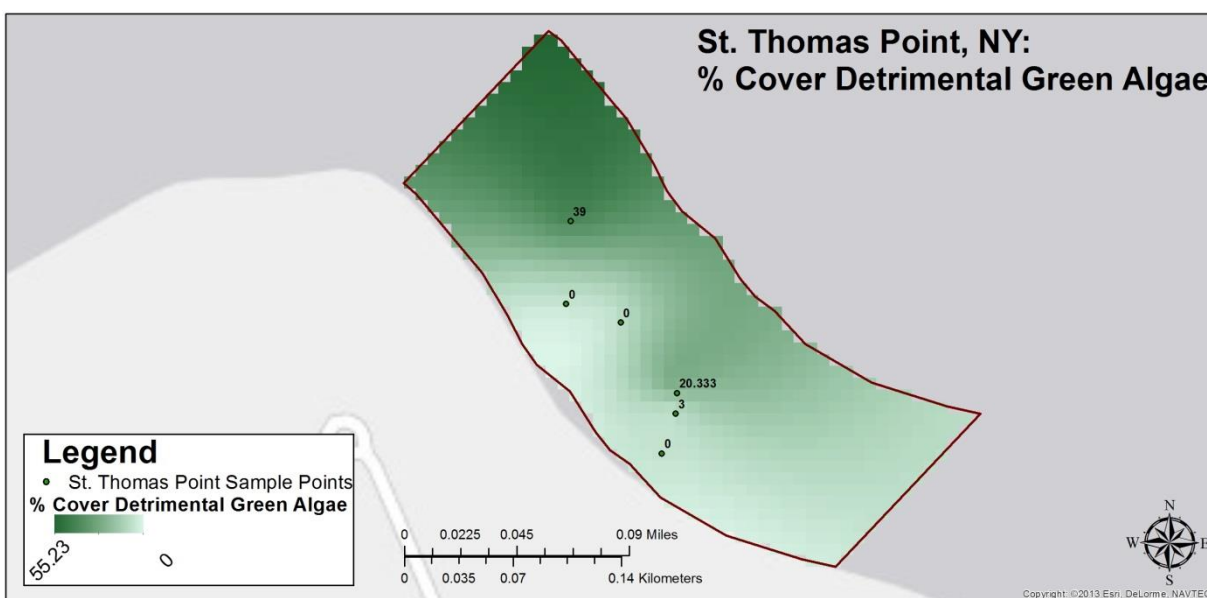 St. Thomas Point, NY:
% Cover Detrimental Green Algae
39
0
0
20.333
3
0
Legend
St. Thomas Point Sample Points
% Cover Detrimental Green Algae
55.23
0
0 0.0225 0.045 0.09 Miles
0 0.035 0.07 0.14 Kilometers
N
W E
S
Copyright: ©2013 Esri, DeLorme, NAVTEQ